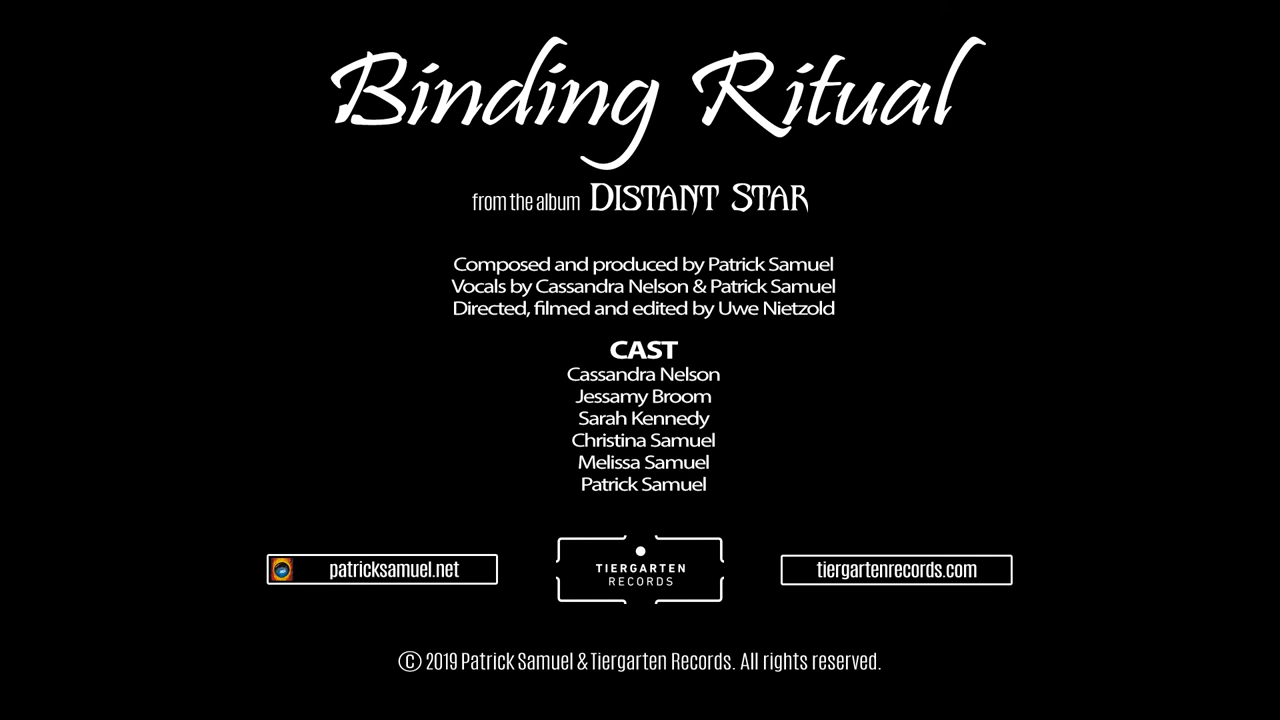 Binding Ritual
from the album DISTANT STAR
Composed and produced by Patrick Samuel
Vocals by Cassandra Nelson & Patrick Samuel
Directed, filmed and edited by Uwe Nietzold
CAST
Cassandra Nelson
Jessamy Broom
Sarah Kennedy
Christina Samuel
Melissa Samuel
Patrick Samuel
patricksamuel.net
TIERGARTEN
RECORDS
tiergartenrecords.com
© 2019 Patrick Samuel & Tiergarten Records. All rights reserved.